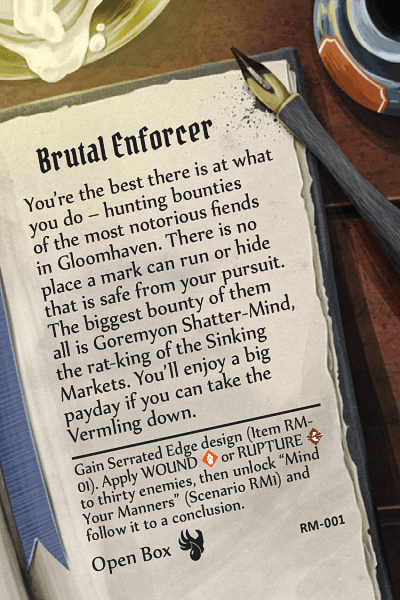 Brutal Enforcer
You're the best there is at what
you do – hunting bounties
of the most notorious fiends
in Gloomhaven. There is no
place a mark can run or hide
that is safe from your pursuit.
The biggest bounty of them
all is Goremyon Shatter-Mind,
the rat-king of the Sinking
Markets. You'll enjoy a big
payday if you can take the
Vermling down.
Gain Serrated Edge design (Item RM-
01). Apply WOUND or RUPTURE
to thirty enemies, then unlock “Mind
Your Manners” (Scenario RM1) and
follow it to a conclusion.
Open Box
RM-001